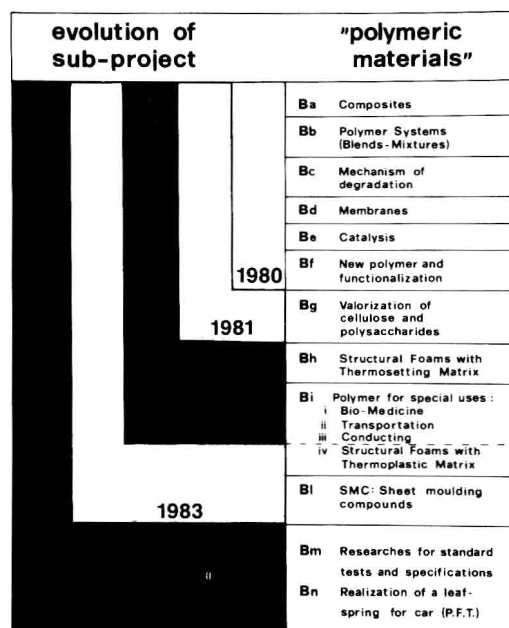 evolution of
sub-project
"polymeric
materials"
Ba Composites
Bb Polymer Systems
(Blends-Mixtures)
Bc Mechanism of
degradation
Bd Membranes
Be Catalysis
Bf New polymer and
functionalization
1980
Bg Valorization of
cellulose and
polysaccharides
1981
Bh Structural Foams with
Thermosetting Matrix
Bi Polymer for special uses :
i Bio-Medicine
ii Transportation
iii Conducting
iv Structural Foams with
Thermoplastic Matrix
Bl SMC: Sheet moulding
compounds
1983
Bm Researches for standard
tests and specifications
Bn Realization of a leaf-
spring for car (P.F.T.)